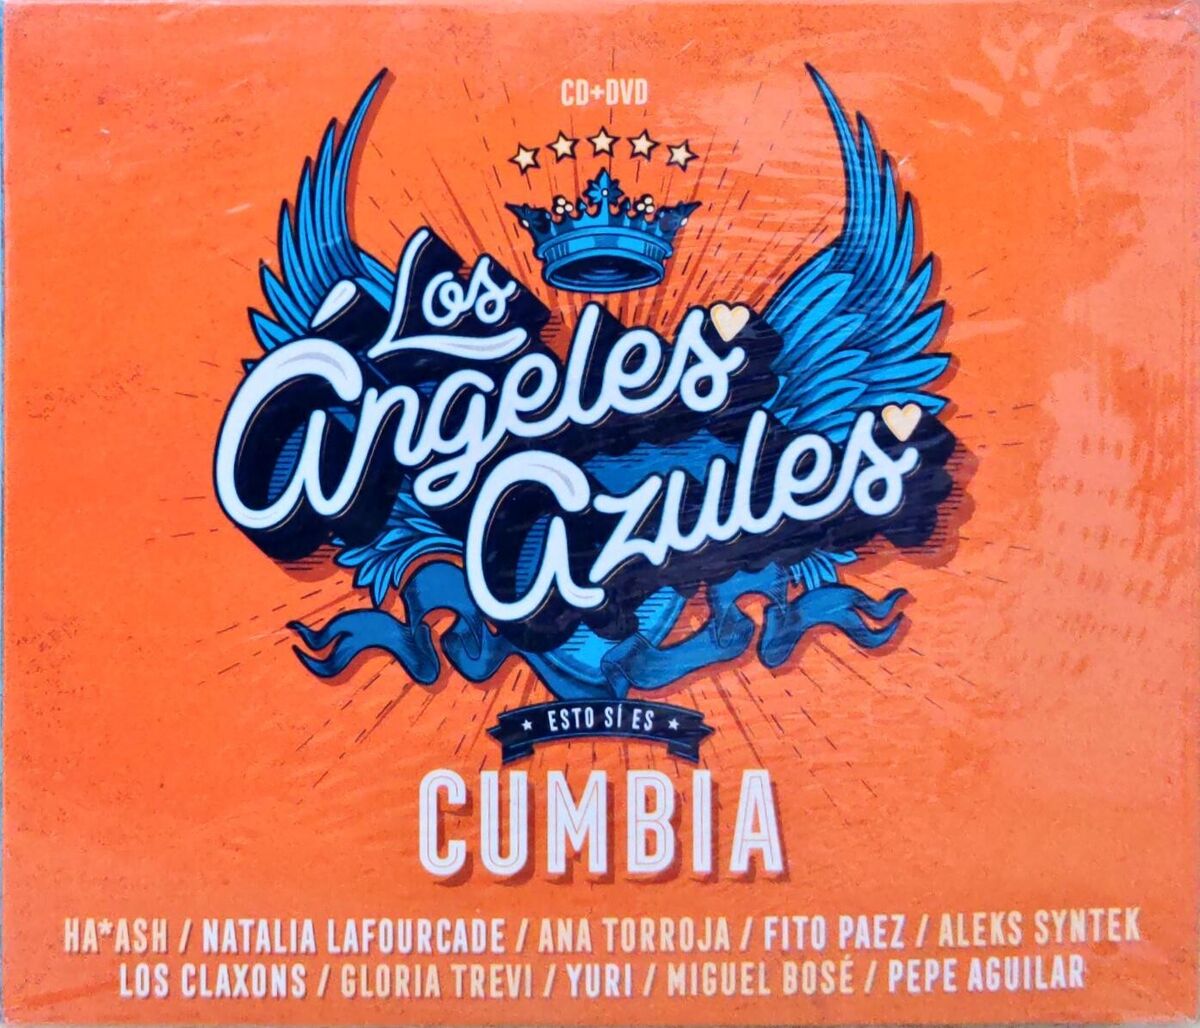 CD+DVD
Los
Ángeles
Azules
ESTO SÍ ES
CUMBIA
HA*ASH / NATALIA LAFOURCADE / ANA TORROJA / FITO PAEZ / ALEKS SYNTEK
LOS CLAXONS / GLORIA TREVI / YURI / MIGUEL BOSÉ / PEPE AGUILAR